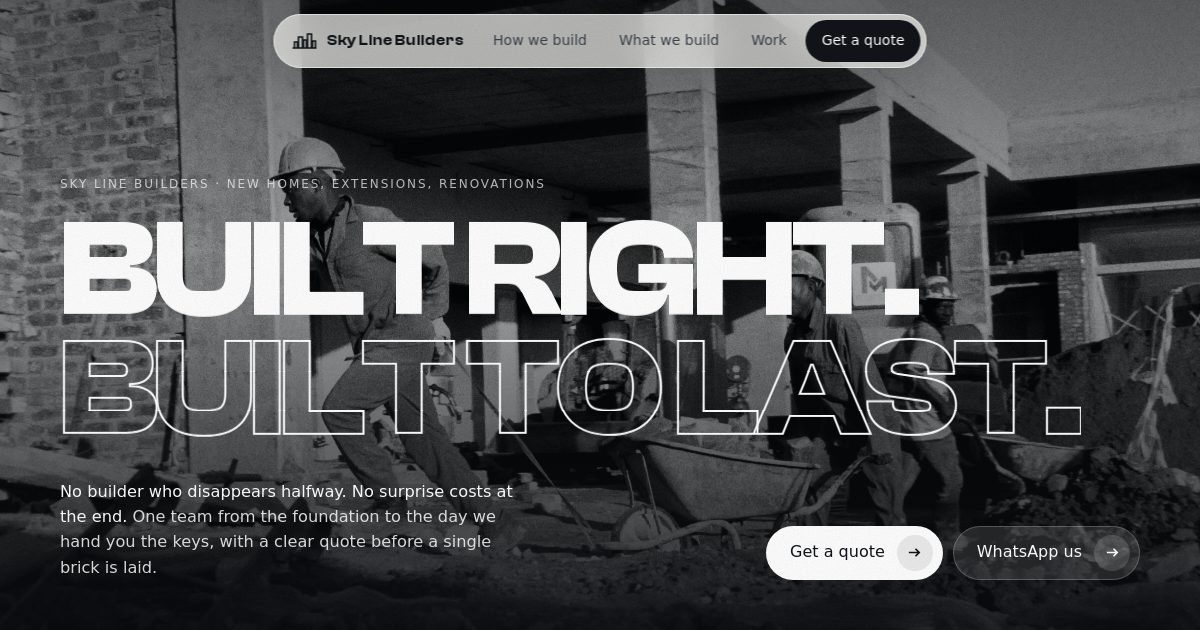 Sky Line Builders
How we build
What we build
Work
Get a quote
SKY LINE BUILDERS · NEW HOMES, EXTENSIONS, RENOVATIONS
BUILT RIGHT.
BUILT TO LAST.
No builder who disappears halfway. No surprise costs at
the end. One team from the foundation to the day we
hand you the keys, with a clear quote before a single
brick is laid.
Get a quote →
WhatsApp us →